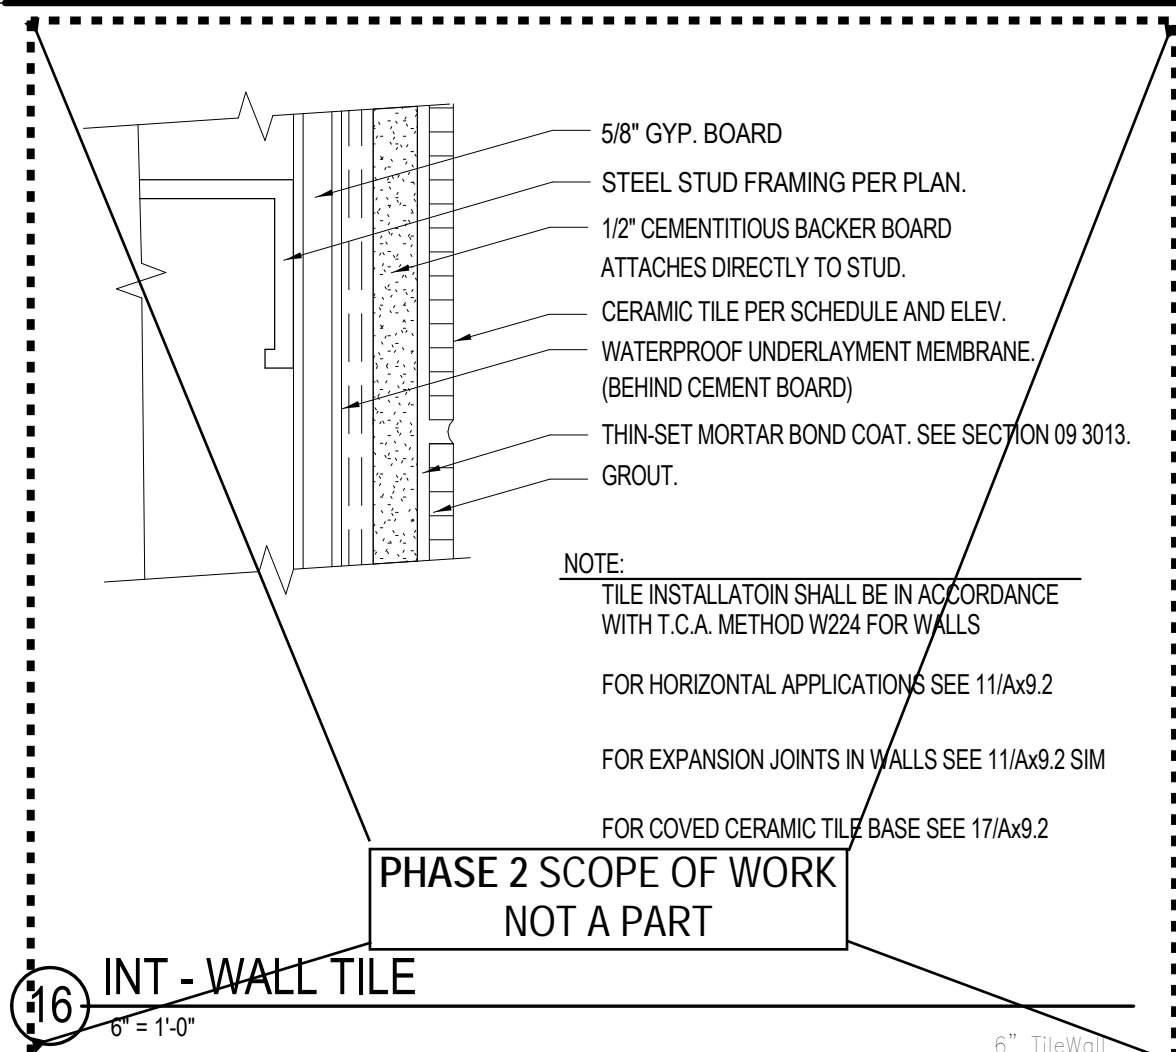 5/8" GYP. BOARD
STEEL STUD FRAMING PER PLAN.
1/2" CEMENTITIOUS BACKER BOARD
ATTACHES DIRECTLY TO STUD.
CERAMIC TILE PER SCHEDULE AND ELEV.
WATERPROOF UNDERLAYMENT MEMBRANE.
(BEHIND CEMENT BOARD)
THIN-SET MORTAR BOND COAT. SEE SECTION 09 3013.
GROUT.
NOTE:
TILE INSTALLATOIN SHALL BE IN ACCORDANCE
WITH T.C.A. METHOD W224 FOR WALLS
FOR HORIZONTAL APPLICATIONS SEE 11/Ax9.2
FOR EXPANSION JOINTS IN WALLS SEE 11/Ax9.2 SIM
FOR COVED CERAMIC TILE BASE SEE 17/Ax9.2
PHASE 2 SCOPE OF WORK
NOT A PART
16 INT - WALL TILE
6" = 1'-0"
6" TileWall